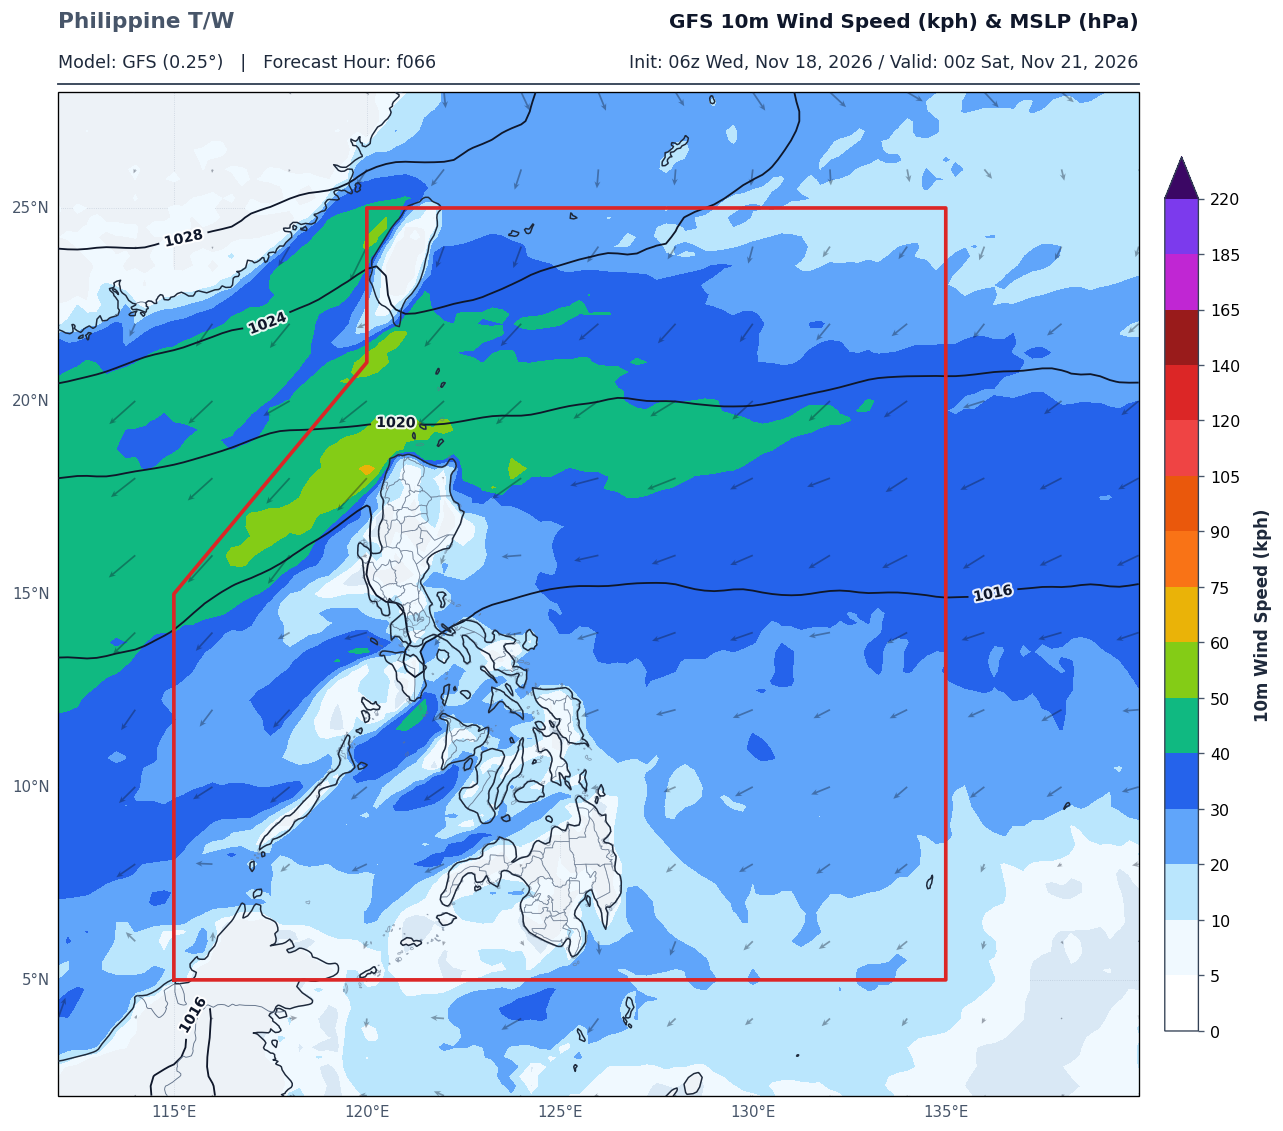 Philippine T/W
GFS 10m Wind Speed (kph) & MSLP (hPa)
Model: GFS (0.25°) | Forecast Hour: f066
Init: 06z Wed, Nov 18, 2026 / Valid: 00z Sat, Nov 21, 2026
1028
1024
1020
1016
1016
25°N
20°N
15°N
10°N
5°N
115°E
120°E
125°E
130°E
135°E
220
185
165
140
120
105
90
75
60
50
40
30
20
10
5
0
10m Wind Speed (kph)